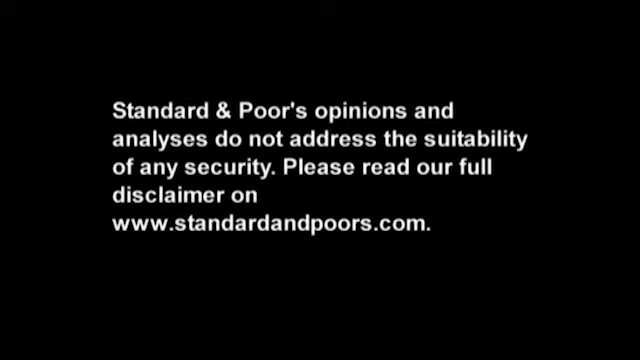 Standard & Poor's opinions and
analyses do not address the suitability
of any security. Please read our full
disclaimer on
www.standardandpoors.com.